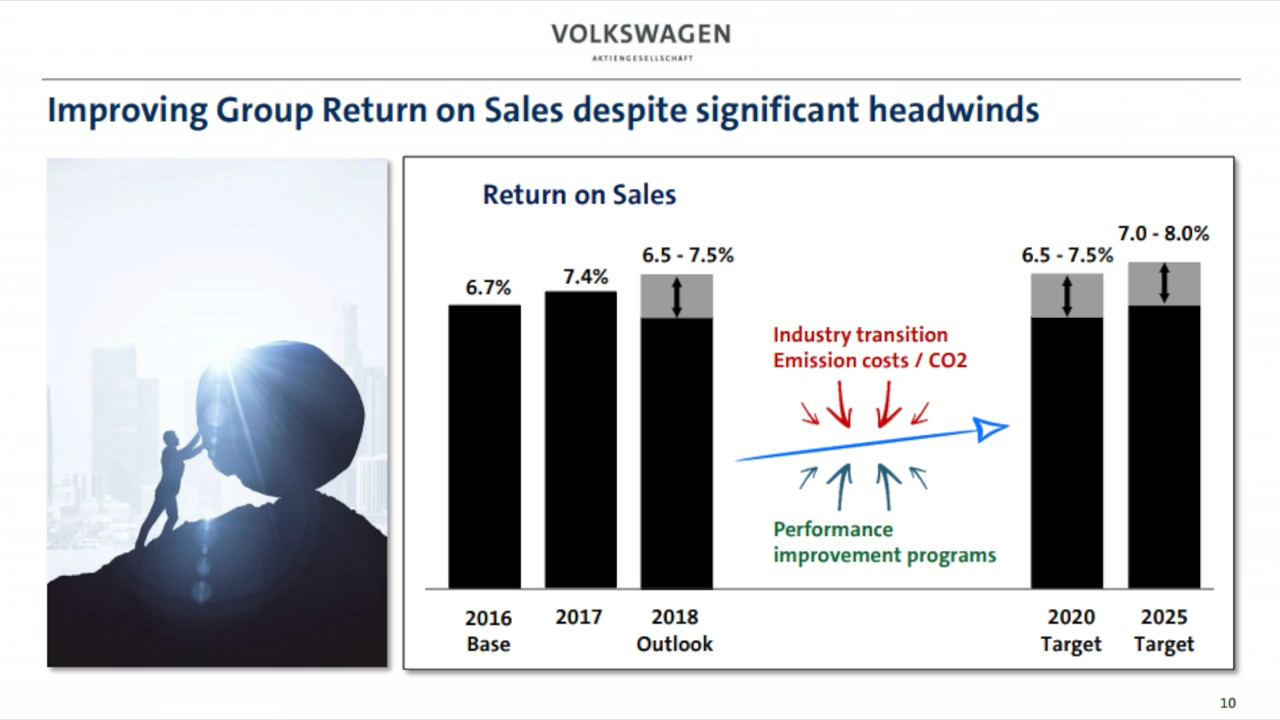 VOLKSWAGEN
AKTIENGESELLSCHAFT
Improving Group Return on Sales despite significant headwinds
Return on Sales
6.7%
7.4%
6.5 - 7.5%
6.5 - 7.5%
7.0 - 8.0%
Industry transition
Emission costs / CO2
Performance
improvement programs
2016
Base
2017
2018
Outlook
2020
Target
2025
Target
10